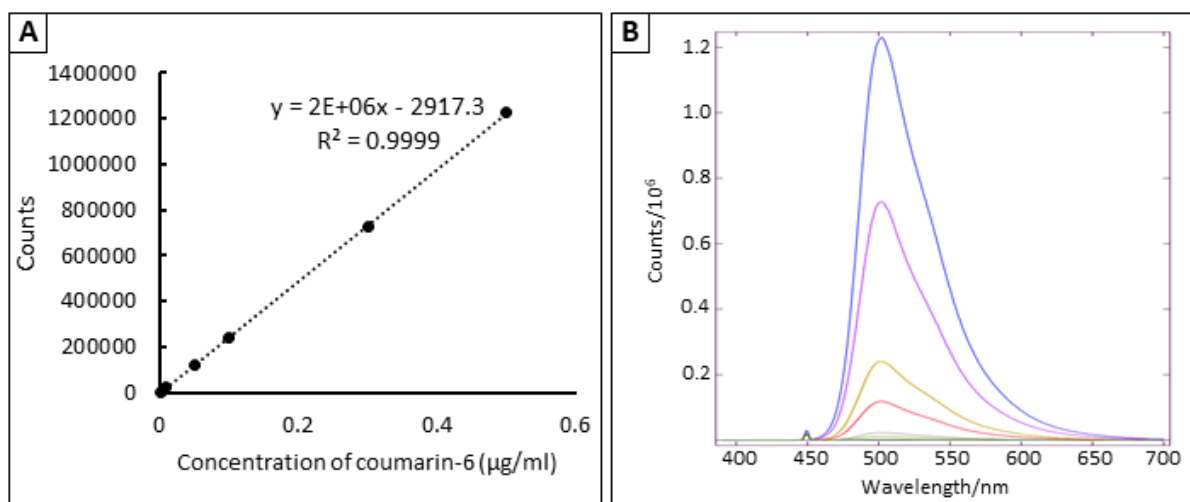 A
1400000
1200000
1000000
800000
600000
400000
200000
0
Counts
y = 2E+06x - 2917.3
R² = 0.9999
0 0.2 0.4 0.6
Concentration of coumarin-6 (µg/ml)
B
1.2
1.0
0.8
0.6
0.4
0.2
Counts/10⁶
400 450 500 550 600 650 700
Wavelength/nm